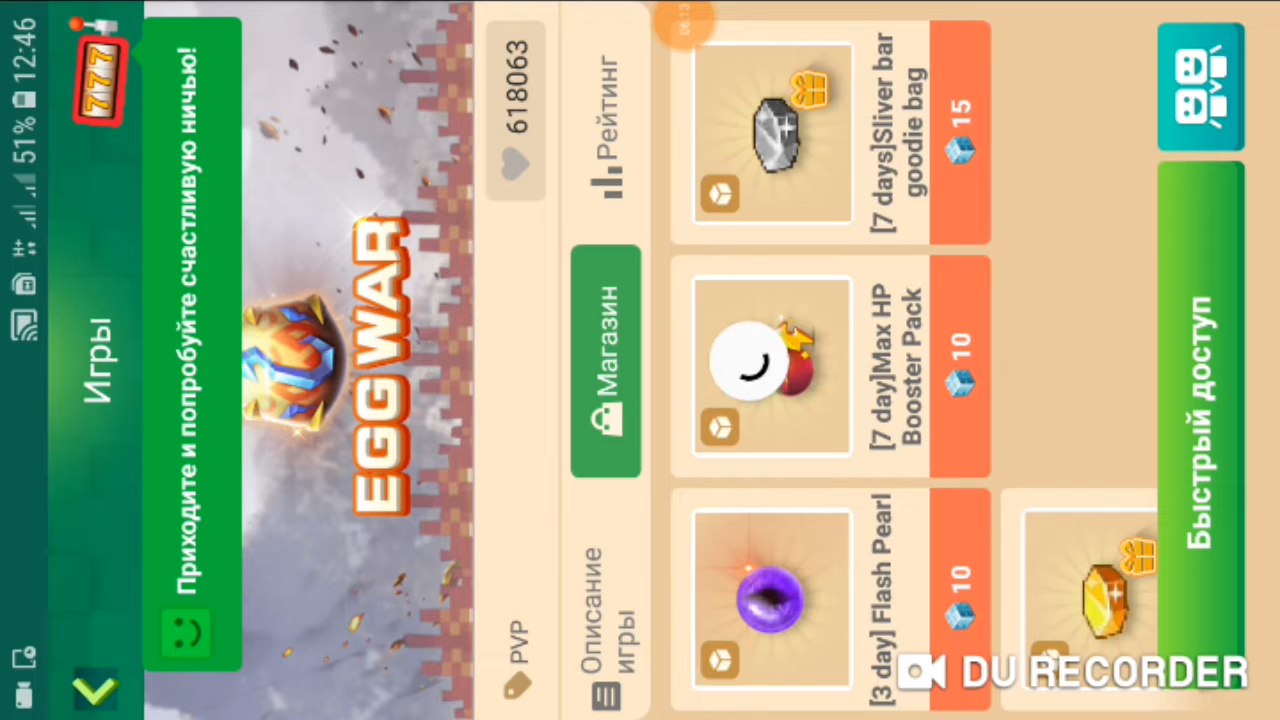 51% 12:46
H+
Игры
777
Приходите и попробуйте счастливую ничью!
EGG WAR
PVP
618063
Описание игры
Магазин
Рейтинг
06:13
[3 day] Flash Pearl
10
[7 day]Max HP
Booster Pack
10
[7 days]Sliver bar
goodie bag
15
Быстрый доступ
DU RECORDER